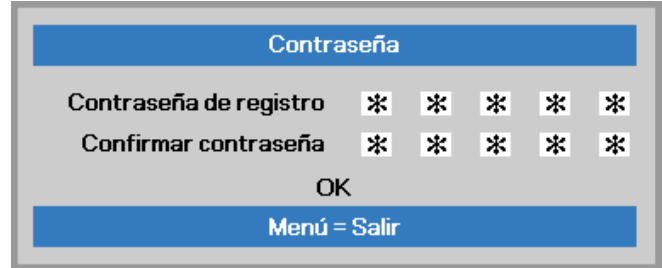 Contraseña
Contraseña de registro * * * * *
Confirmar contraseña * * * * *
OK
Menú = Salir